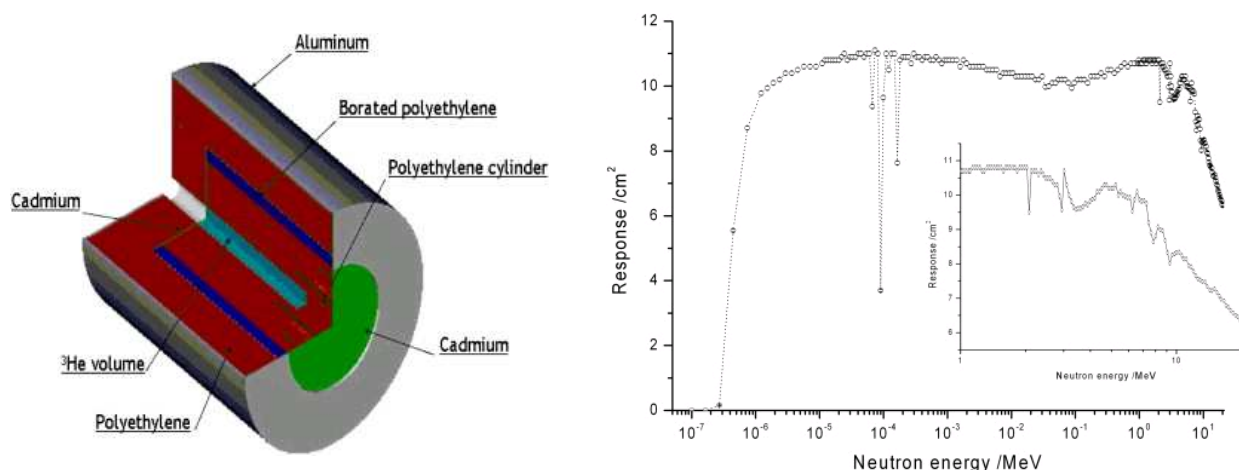 Aluminum
Borated polyethylene
Polyethylene cylinder
Cadmium
³He volume
Cadmium
Polyethylene
Response /cm²
12
10
8
6
4
2
0
10⁻⁷ 10⁻⁶ 10⁻⁵ 10⁻⁴ 10⁻³ 10⁻² 10⁻¹ 10⁰ 10¹
Neutron energy /MeV
Response /cm²
11
10
9
8
7
6
1 10
Neutron energy /MeV